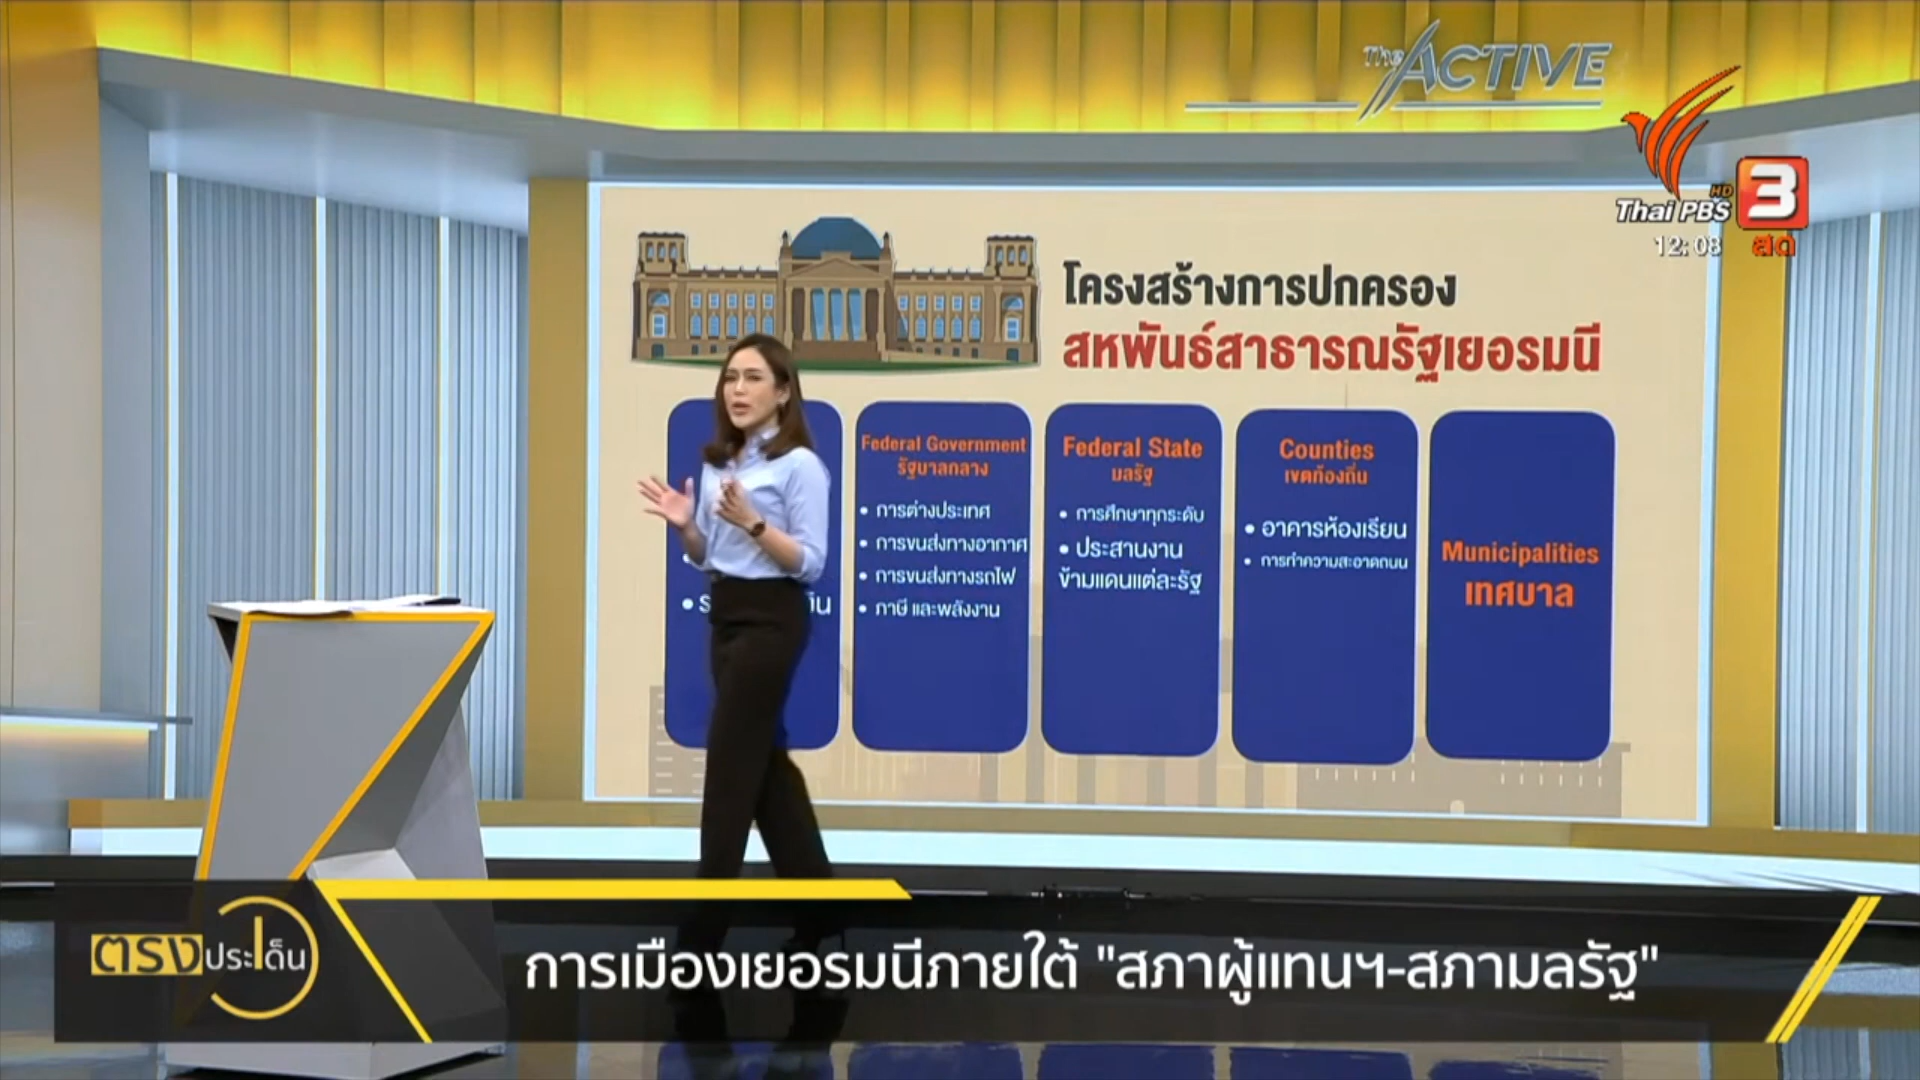 The ACTIVE
HD
Thai PBS
3
12:08
สด
โครงสร้างการปกครอง
สหพันธ์สาธารณรัฐเยอรมนี
Federal Government
รัฐบาลกลาง
• การต่างประเทศ
• การขนส่งทางอากาศ
• การขนส่งทางรถไฟ
• ภาษี และพลังงาน
Federal State
มลรัฐ
• การศึกษาทุกระดับ
• ประสานงาน
ข้ามแดนแต่ละรัฐ
Counties
เขตท้องถิ่น
• อาคารห้องเรียน
• การทำความสะอาดถนน
Municipalities
เทศบาล
ตรงประเด็น
การเมืองเยอรมนีภายใต้ "สภาผู้แทนฯ-สภามลรัฐ"